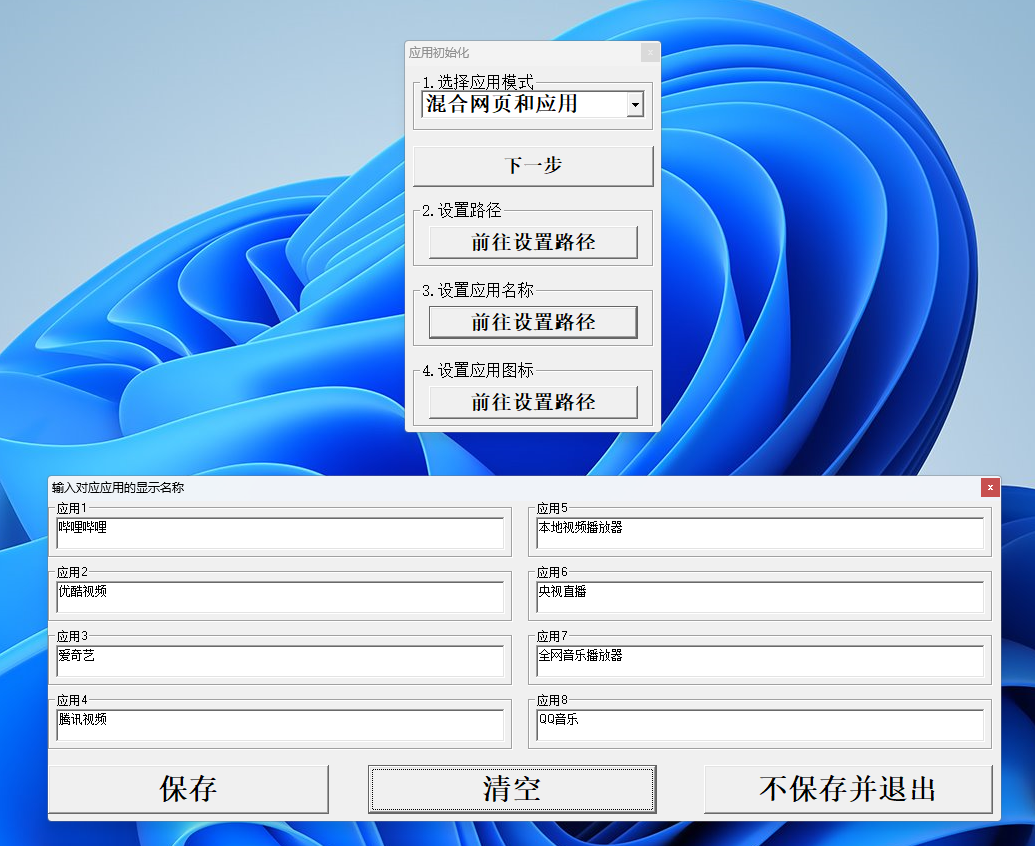 应用初始化
x
1.选择应用模式
混合网页和应用
下一步
2.设置路径
前往设置路径
3.设置应用名称
前往设置路径
4.设置应用图标
前往设置路径
输入对应应用的显示名称
x
应用1
哔哩哔哩
应用2
优酷视频
应用3
爱奇艺
应用4
腾讯视频
应用5
本地视频播放器
应用6
央视直播
应用7
全网音乐播放器
应用8
QQ音乐
保存
清空
不保存并退出